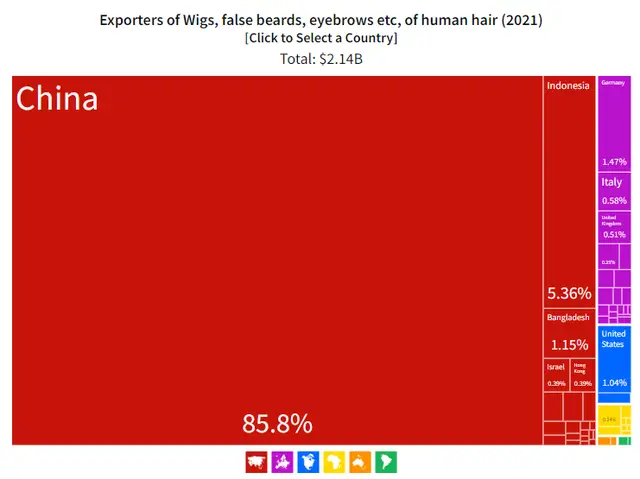 Exporters of Wigs, false beards, eyebrows etc, of human hair (2021)
[Click to Select a Country]
Total: $2.14B
China
85.8%
Indonesia
5.36%
Bangladesh
1.15%
Israel
0.39%
Hong
Kong
0.39%
Germany
1.47%
Italy
0.58%
United
Kingdom
0.51%
United
States
1.04%